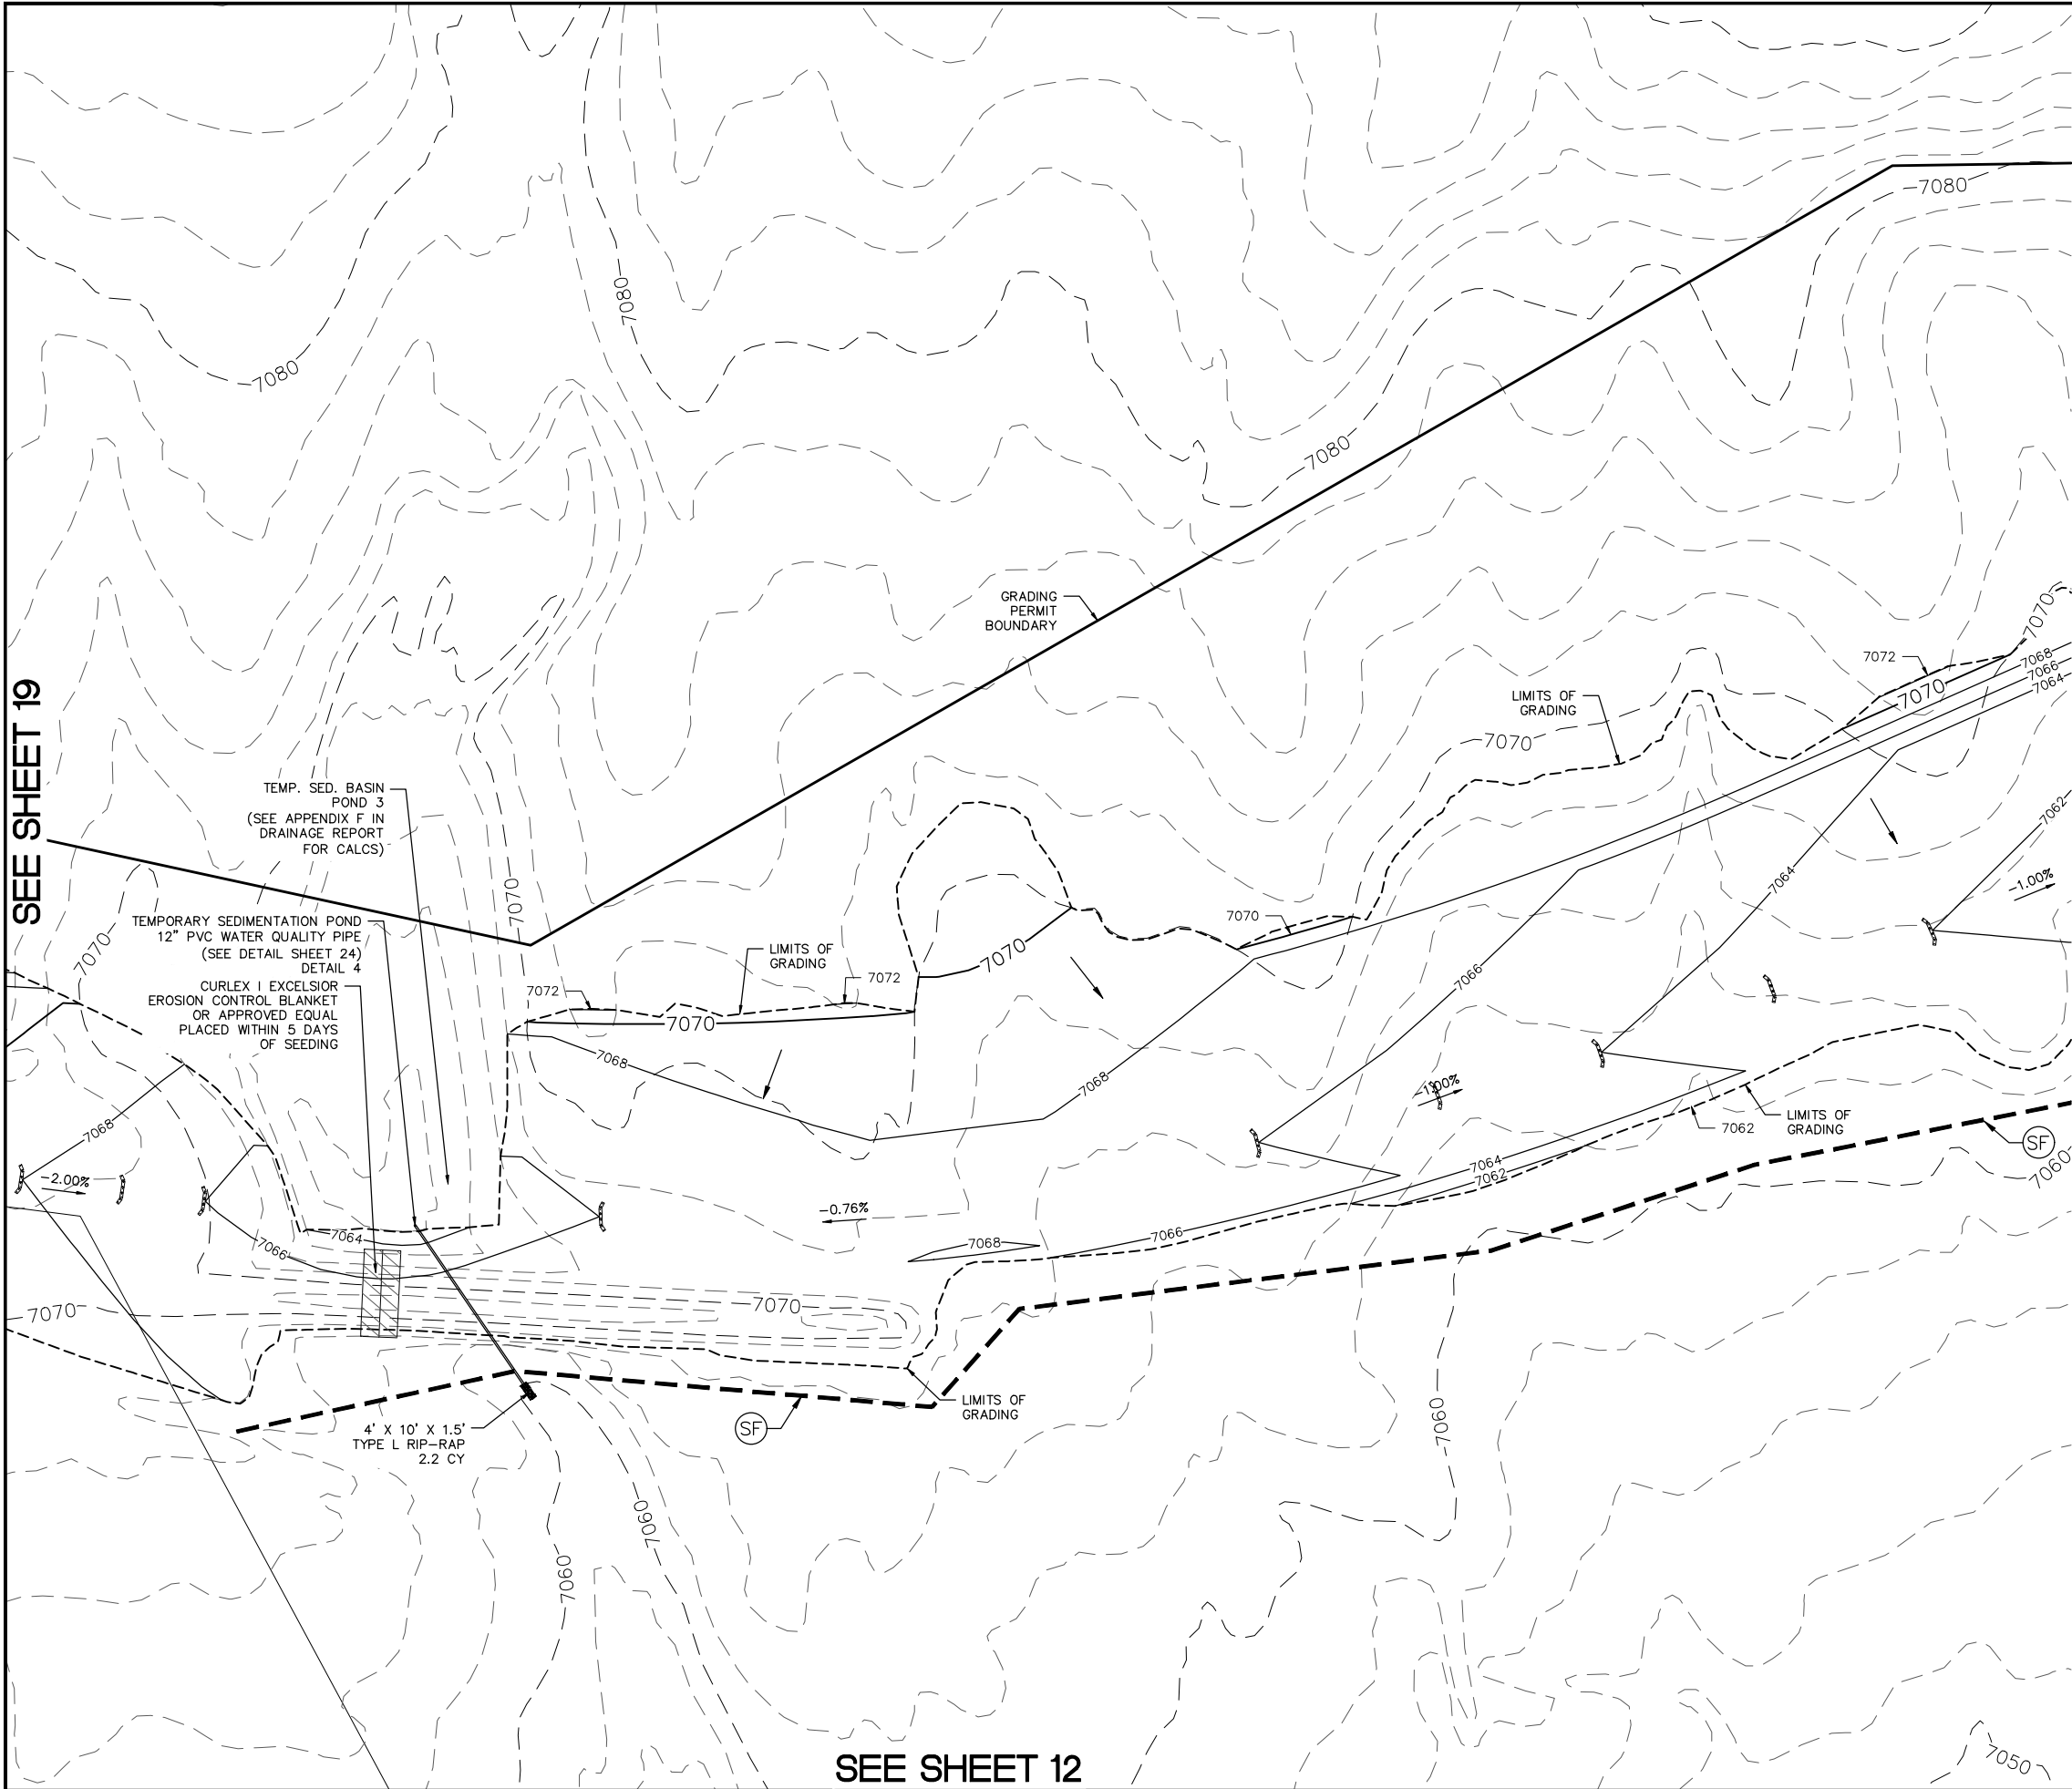 7080
7080
7080
7080
GRADING
PERMIT
BOUNDARY
7070
7072
7068
7066
7064
7070
LIMITS OF
GRADING
7070
SEE SHEET 19
TEMP. SED. BASIN
POND 3
(SEE APPENDIX F IN
DRAINAGE REPORT
FOR CALCS)
7062
7064
-1.00%
7070
TEMPORARY SEDIMENTATION POND
12" PVC WATER QUALITY PIPE
(SEE DETAIL SHEET 24)
DETAIL 4
7070
7070
LIMITS OF
GRADING
7070
7066
7072
7072
CURLEX I EXCELSIOR
EROSION CONTROL BLANKET
OR APPROVED EQUAL
PLACED WITHIN 5 DAYS
OF SEEDING
7070
7068
7068
-1.00%
LIMITS OF
GRADING
7062
SF
7068
7060
7064
7062
-2.00%
-0.76%
7064
7066
7068
7066
7070
7070
LIMITS OF
GRADING
SF
4' X 10' X 1.5'
TYPE L RIP-RAP
2.2 CY
7060
7060
7060
7050
SEE SHEET 12